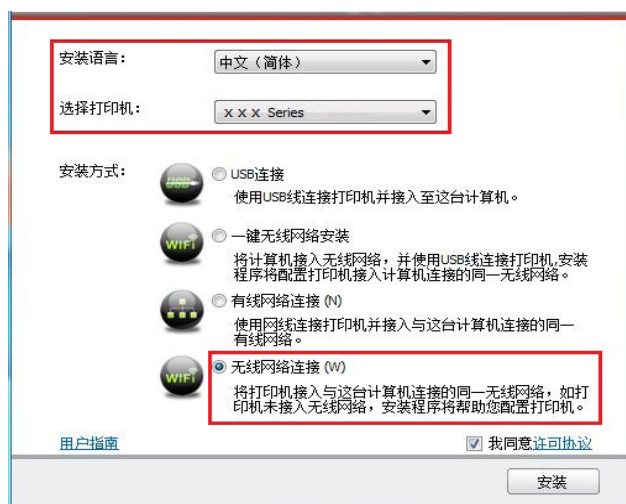 安装语言：
中文（简体）
选择打印机：
x x x Series
安装方式：
USB
USB连接
使用USB线连接打印机并接入至这台计算机。
WiFi
一键无线网络安装
将计算机接入无线网络，并使用USB线连接打印机,安装
程序将配置打印机接入计算机连接的同一无线网络。
有线网络连接 (N)
使用网线连接打印机并接入与这台计算机连接的同一
有线网络。
WiFi
无线网络连接 (W)
将打印机接入与这台计算机连接的同一无线网络，如打
印机未接入无线网络，安装程序将帮助您配置打印机。
用户指南
我同意许可协议
安装